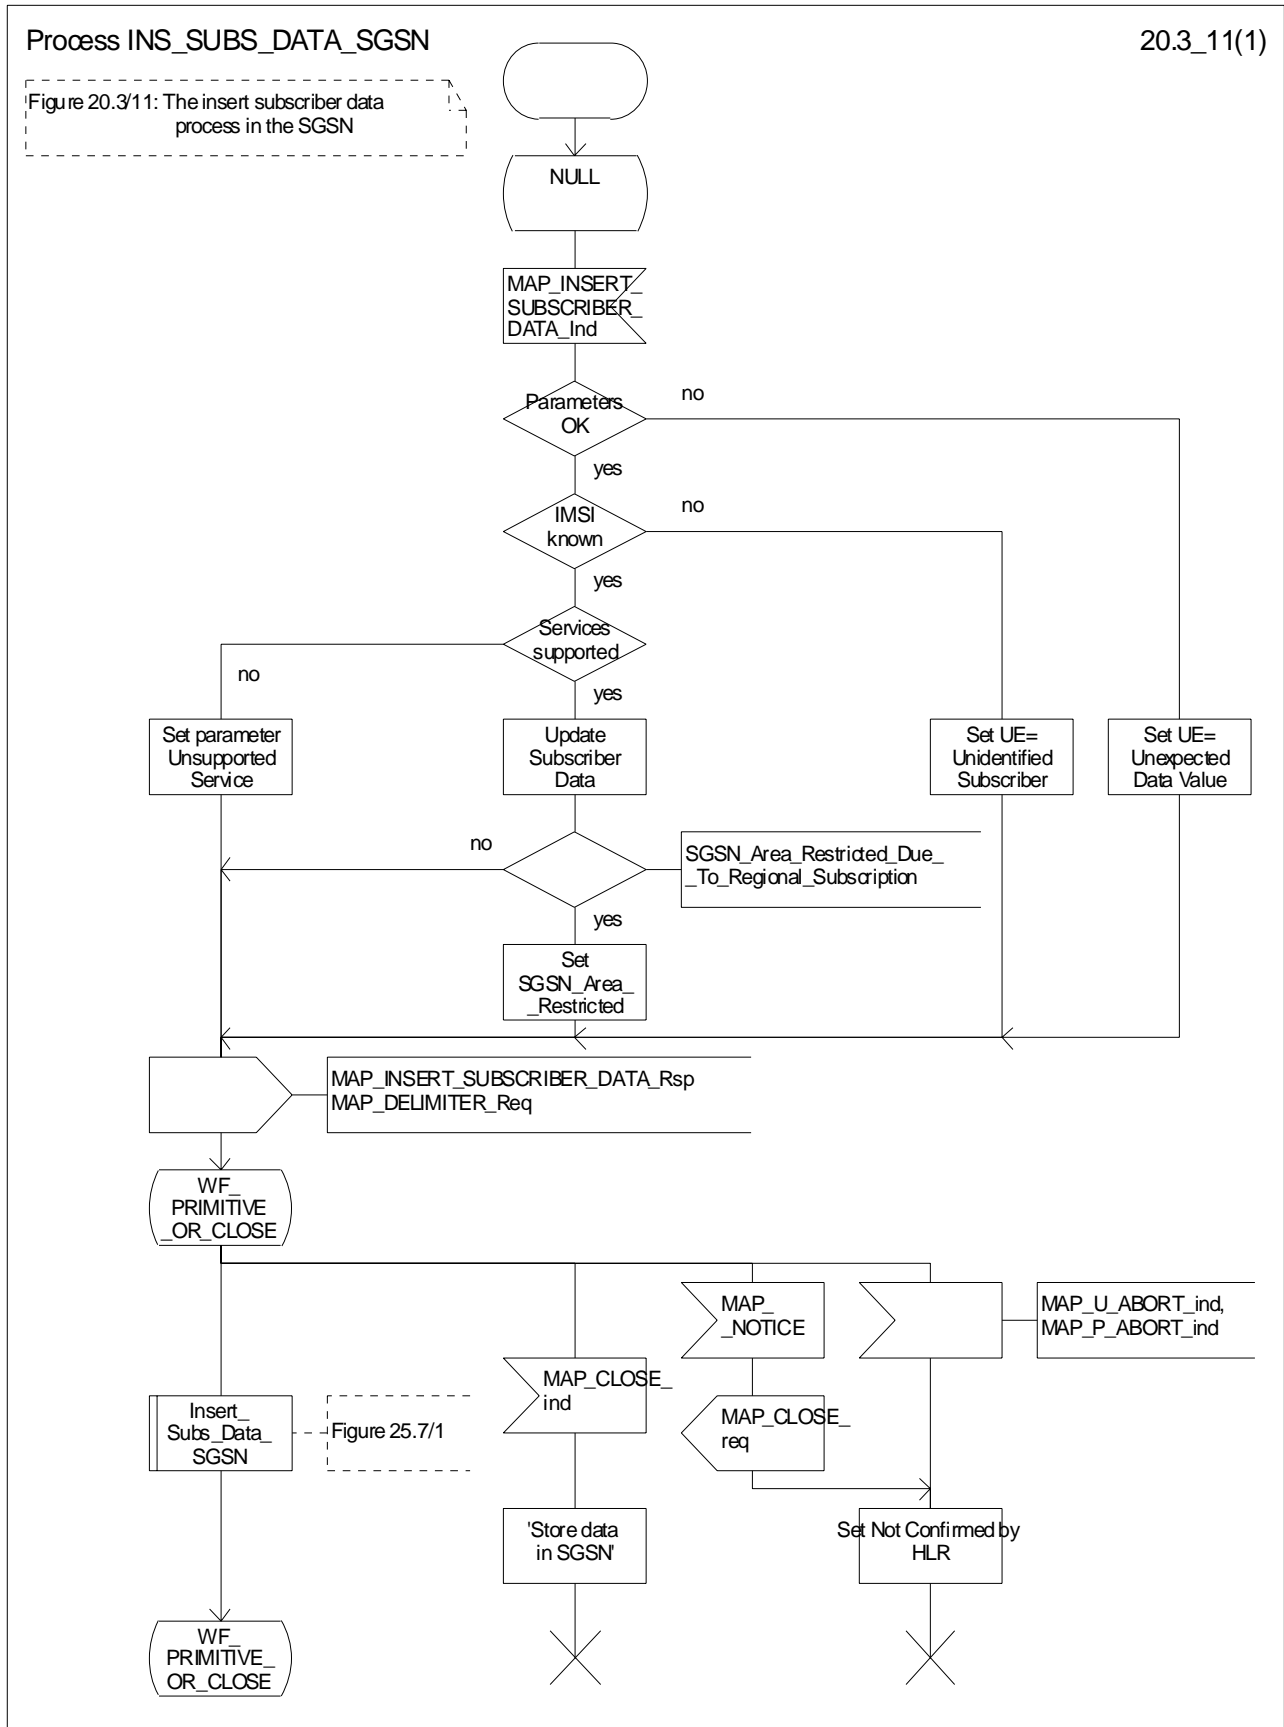 Process INS_SUBS_DATA_SGSN
20.3_11(1)
Figure 20.3/11: The insert subscriber data
process in the SGSN
NULL
MAP_INSERT_
SUBSCRIBER_
DATA_Ind
Parameters
OK
no
yes
IMSI
known
no
yes
Services
supported
no
yes
Set parameter
Unsupported
Service
Update
Subscriber
Data
Set UE=
Unidentified
Subscriber
Set UE=
Unexpected
Data Value
no
SGSN_Area_Restricted_Due_
_To_Regional_Subscription
yes
Set
SGSN_Area_
_Restricted
MAP_INSERT_SUBSCRIBER_DATA_Rsp
MAP_DELIMITER_Req
WF_
PRIMITIVE
_OR_CLOSE
MAP_
_NOTICE
MAP_U_ABORT_ind,
MAP_P_ABORT_ind
MAP_CLOSE_
ind
Insert_
Subs_Data_
SGSN
Figure 25.7/1
MAP_CLOSE_
req
'Store data
in SGSN'
Set Not Confirmed by
HLR
WF_
PRIMITIVE_
OR_CLOSE